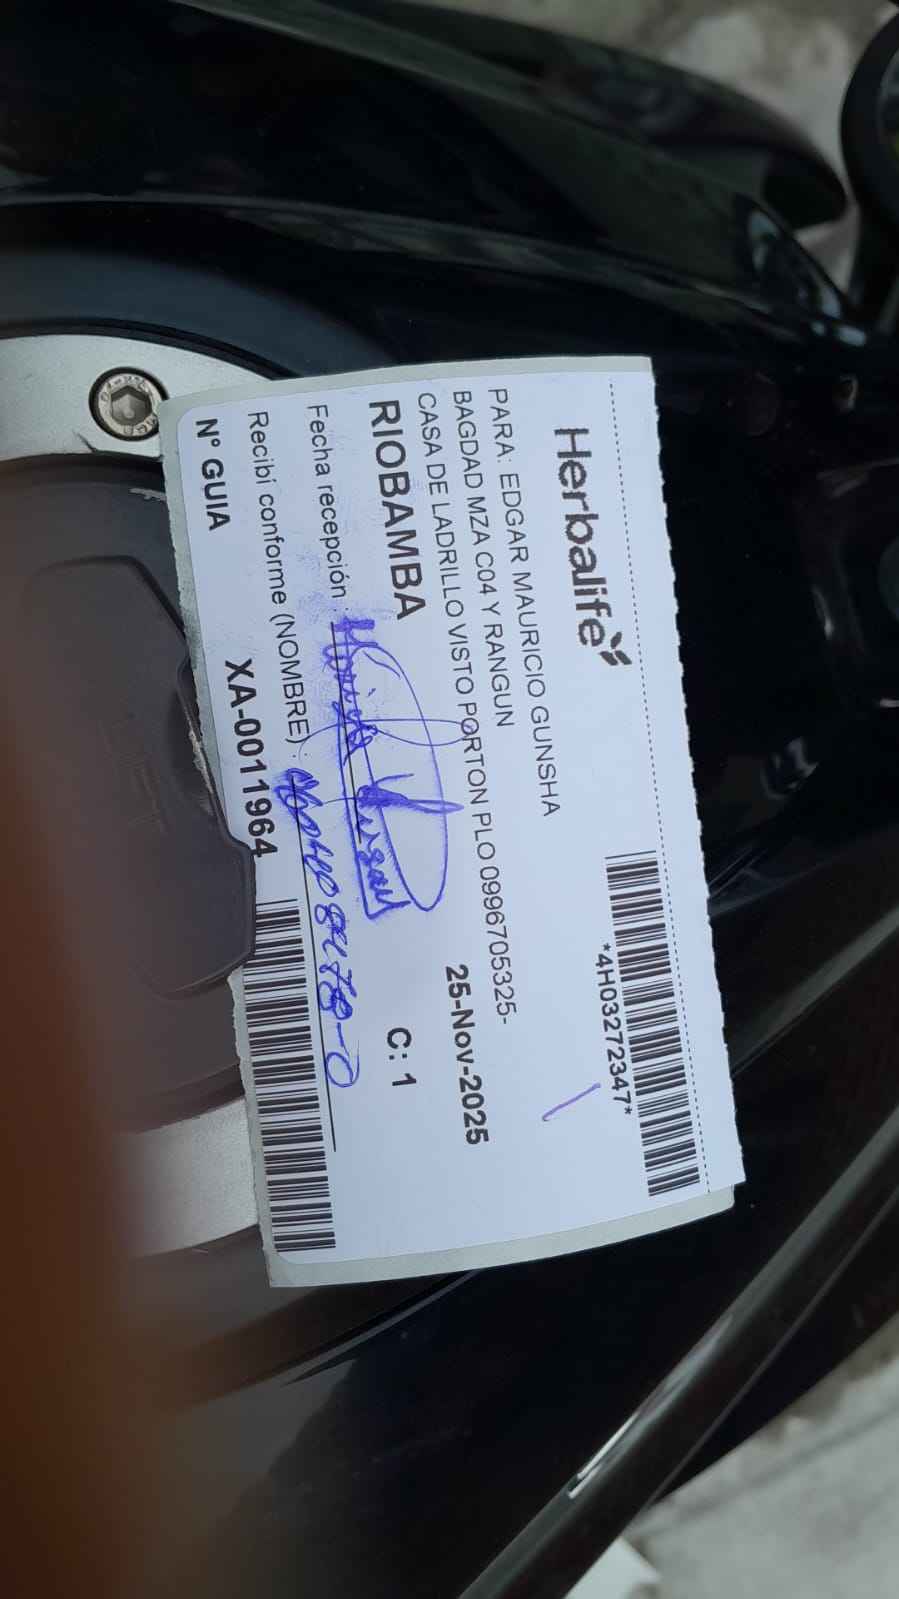 Herbalife
*4H03272347*
PARA: EDGAR MAURICIO GUNSHA
BAGDAD MZA C04 Y RANGUN
CASA DE LADRILLO VISTO PORTON PLO 0996705325-
25-Nov-2025
RIOBAMBA
C: 1
Fecha recepción :
Recibí conforme (NOMBRE) :
N° GUIA
XA-0011964